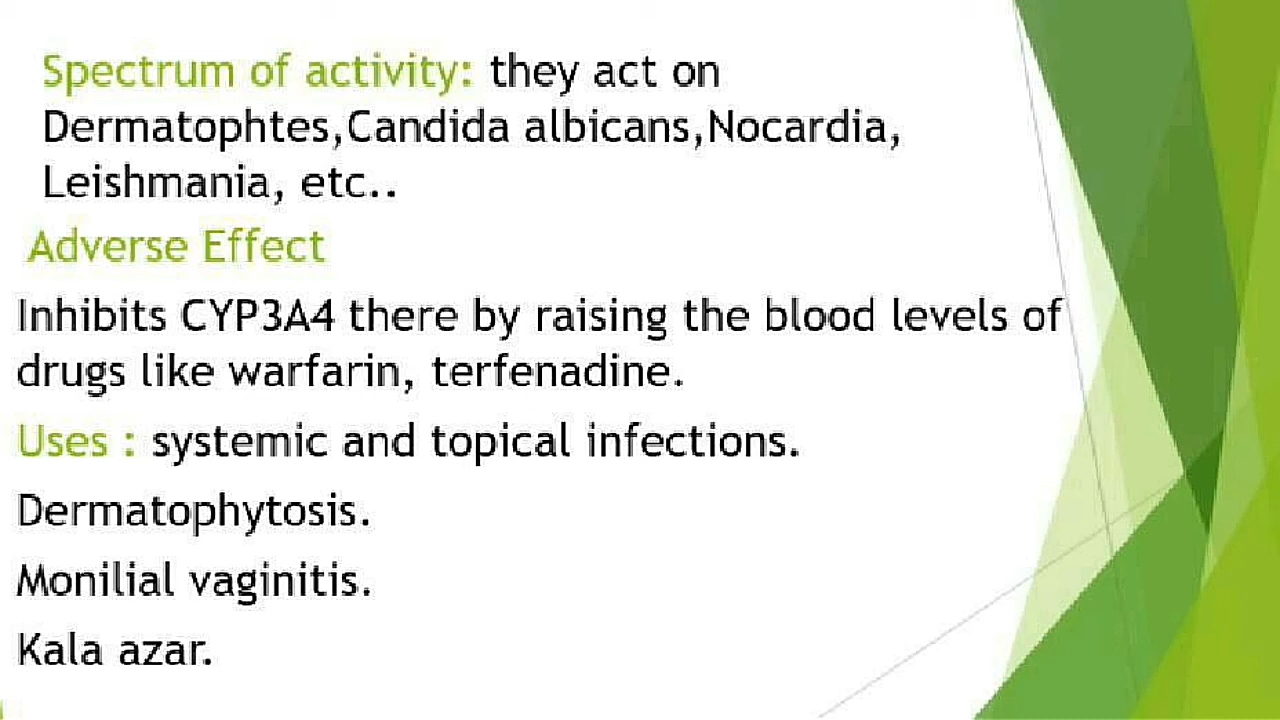 Spectrum of activity: they act on
Dermatophtes,Candida albicans,Nocardia,
Leishmania, etc..
Adverse Effect
Inhibits CYP3A4 there by raising the blood levels of
drugs like warfarin, terfenadine.
Uses : systemic and topical infections.
Dermatophytosis.
Monilial vaginitis.
Kala azar.